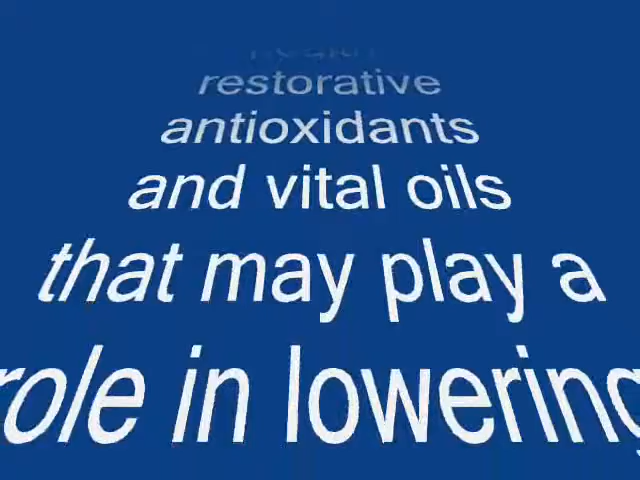 restorative
antioxidants
and vital oils
that may play a
role in lowering